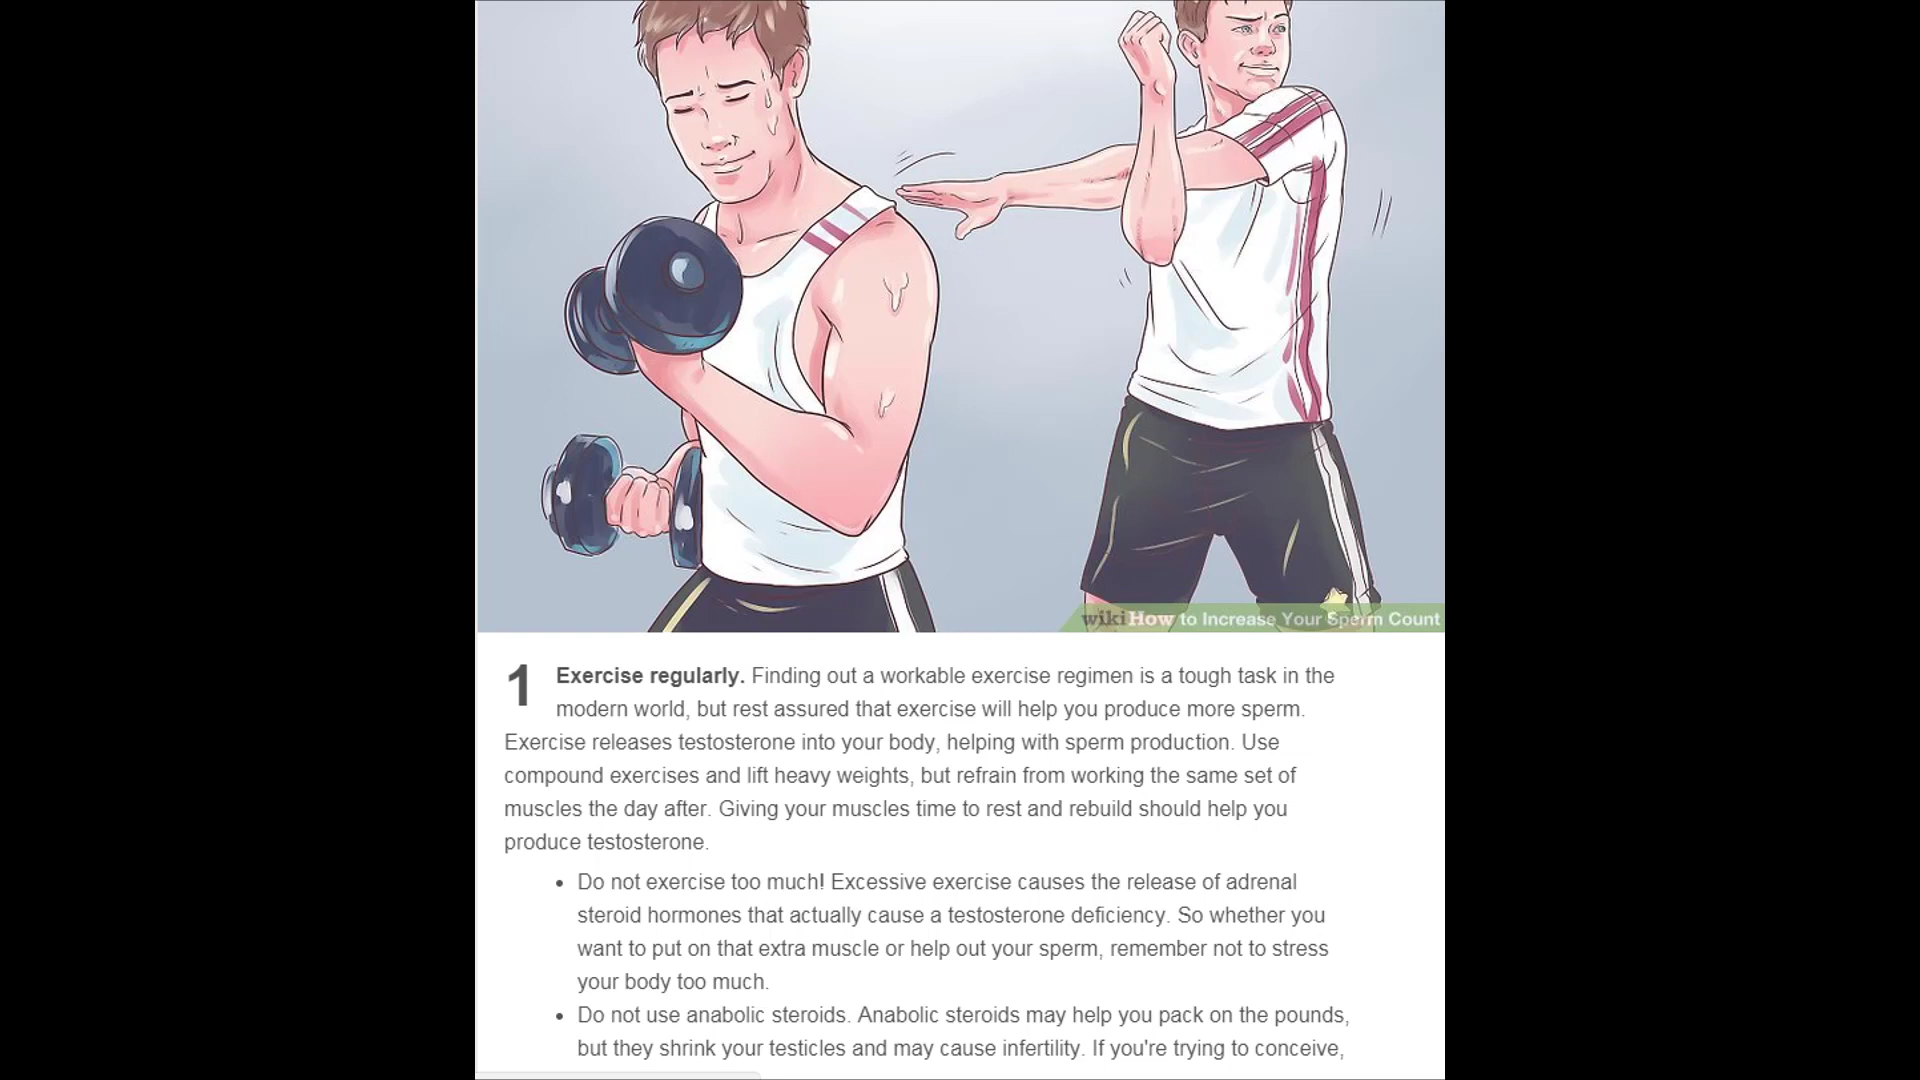 wikiHow to Increase Your Sperm Count
1 Exercise regularly. Finding out a workable exercise regimen is a tough task in the
modern world, but rest assured that exercise will help you produce more sperm.
Exercise releases testosterone into your body, helping with sperm production. Use
compound exercises and lift heavy weights, but refrain from working the same set of
muscles the day after. Giving your muscles time to rest and rebuild should help you
produce testosterone.
• Do not exercise too much! Excessive exercise causes the release of adrenal
steroid hormones that actually cause a testosterone deficiency. So whether you
want to put on that extra muscle or help out your sperm, remember not to stress
your body too much.
• Do not use anabolic steroids. Anabolic steroids may help you pack on the pounds,
but they shrink your testicles and may cause infertility. If you're trying to conceive,